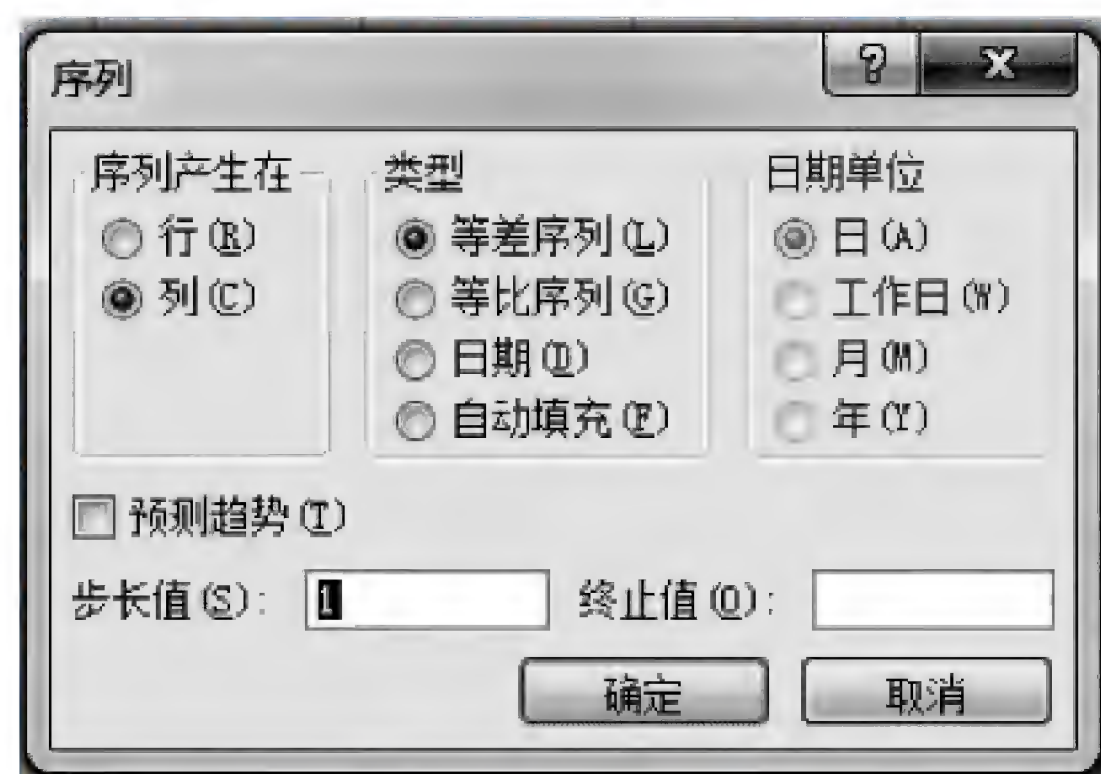 序列
序列产生在 类型 日期单位
行(R) 等差序列(L) 日(A)
列(C) 等比序列(G) 工作日(W)
日期(D) 月(M)
自动填充(F) 年(Y)
预测趋势(T)
步长值(S): 1 终止值(O):
确定 取消